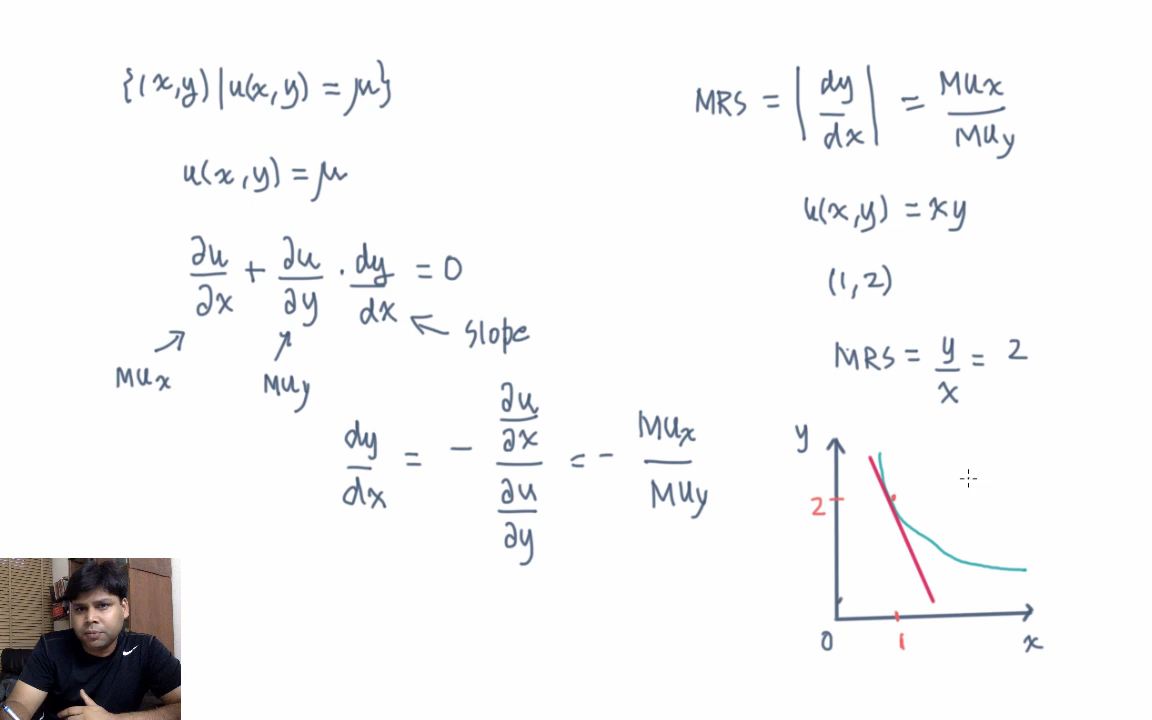 {(x,y) | u(x,y) = μ}
u(x,y) = μ
∂u/∂x + ∂u/∂y · dy/dx = 0
MUx
MUy
slope
dy/dx = - (∂u/∂x)/(∂u/∂y) = - MUx/MUy
MRS = |dy/dx| = MUx/MUy
u(x,y) = xy
(1,2)
MRS = y/x = 2
y
2
0
1
x